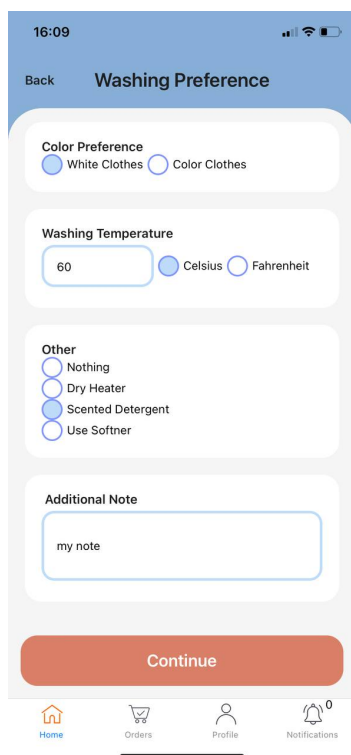 16:09
Back Washing Preference
Color Preference
White Clothes Color Clothes
Washing Temperature
60 Celsius Fahrenheit
Other
Nothing
Dry Heater
Scented Detergent
Use Softner
Additional Note
my note
Continue
0
Home Orders Profile Notifications